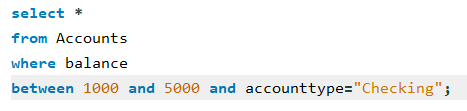 select *
from Accounts
where balance
between 1000 and 5000 and accounttype="Checking";